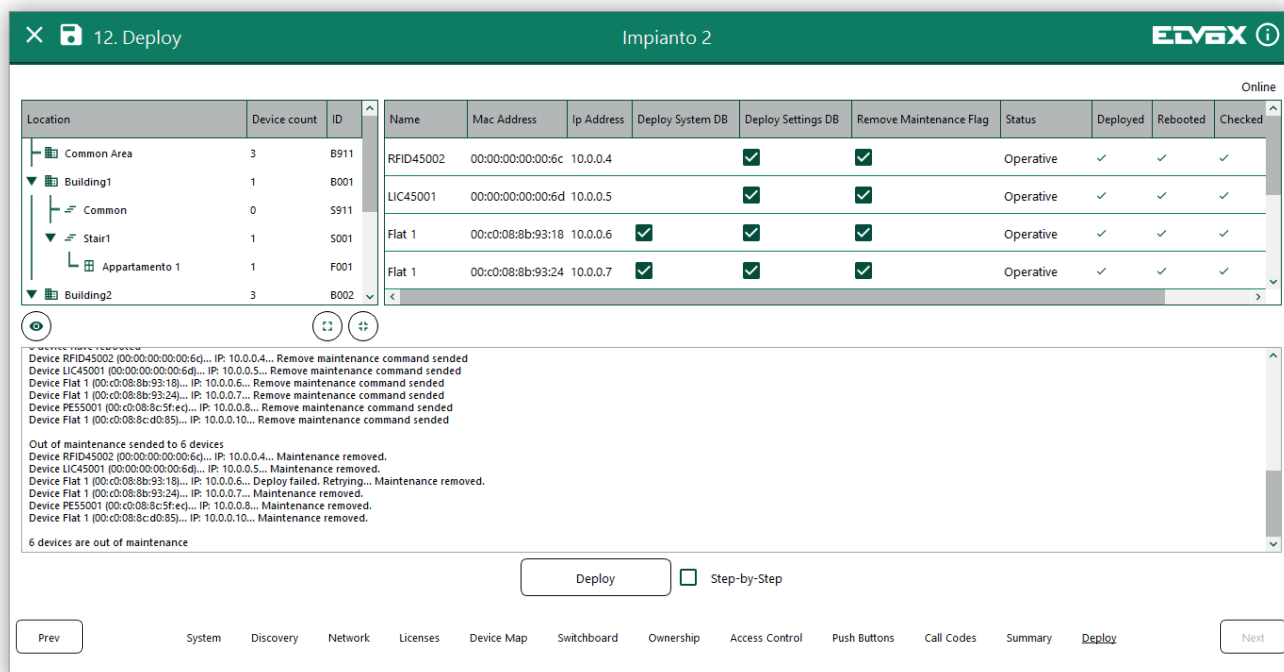 12. Deploy Impianto 2 ELVOX
Online
Location Device count ID
Common Area 3 B911
Building1 1 B001
Common 0 S911
Stair1 1 S001
Appartamento 1 1 F001
Building2 3 B002
Name Mac Address Ip Address Deploy System DB Deploy Settings DB Remove Maintenance Flag Status Deployed Rebooted Checked
RFID45002 00:00:00:00:00:6c 10.0.0.4 Operative
LIC45001 00:00:00:00:00:6d 10.0.0.5 Operative
Flat 1 00:c0:08:8b:93:18 10.0.0.6 Operative
Flat 1 00:c0:08:8b:93:24 10.0.0.7 Operative
6 device have rebooted
Device RFID45002 (00:00:00:00:00:6c)... IP: 10.0.0.4... Remove maintenance command sended
Device LIC45001 (00:00:00:00:00:6d)... IP: 10.0.0.5... Remove maintenance command sended
Device Flat 1 (00:c0:08:8b:93:18)... IP: 10.0.0.6... Remove maintenance command sended
Device Flat 1 (00:c0:08:8b:93:24)... IP: 10.0.0.7... Remove maintenance command sended
Device PE55001 (00:c0:08:8c:5f:ec)... IP: 10.0.0.8... Remove maintenance command sended
Device Flat 1 (00:c0:08:8c:d0:85)... IP: 10.0.0.10... Remove maintenance command sended
Out of maintenance sended to 6 devices
Device RFID45002 (00:00:00:00:00:6c)... IP: 10.0.0.4... Maintenance removed.
Device LIC45001 (00:00:00:00:00:6d)... IP: 10.0.0.5... Maintenance removed.
Device Flat 1 (00:c0:08:8b:93:18)... IP: 10.0.0.6... Deploy failed. Retrying... Maintenance removed.
Device Flat 1 (00:c0:08:8b:93:24)... IP: 10.0.0.7... Maintenance removed.
Device PE55001 (00:c0:08:8c:5f:ec)... IP: 10.0.0.8... Maintenance removed.
Device Flat 1 (00:c0:08:8c:d0:85)... IP: 10.0.0.10... Maintenance removed.
6 devices are out of maintenance
Deploy Step-by-Step
Prev System Discovery Network Licenses Device Map Switchboard Ownership Access Control Push Buttons Call Codes Summary Deploy Next